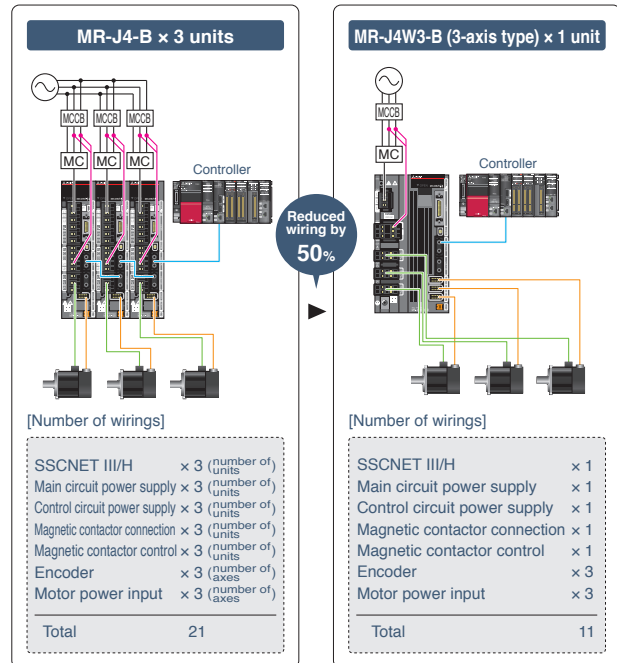 MR-J4-B × 3 units
MCCB MCCB MCCB
MC MC MC
Controller
[Number of wirings]
SSCNET III/H × 3 (number of units)
Main circuit power supply × 3 (number of units)
Control circuit power supply × 3 (number of units)
Magnetic contactor connection × 3 (number of units)
Magnetic contactor control × 3 (number of units)
Encoder × 3 (number of axes)
Motor power input × 3 (number of axes)
Total 21
Reduced
wiring by
50%
MR-J4W3-B (3-axis type) × 1 unit
MCCB
MC
Controller
[Number of wirings]
SSCNET III/H × 1
Main circuit power supply × 1
Control circuit power supply × 1
Magnetic contactor connection × 1
Magnetic contactor control × 1
Encoder × 3
Motor power input × 3
Total 11